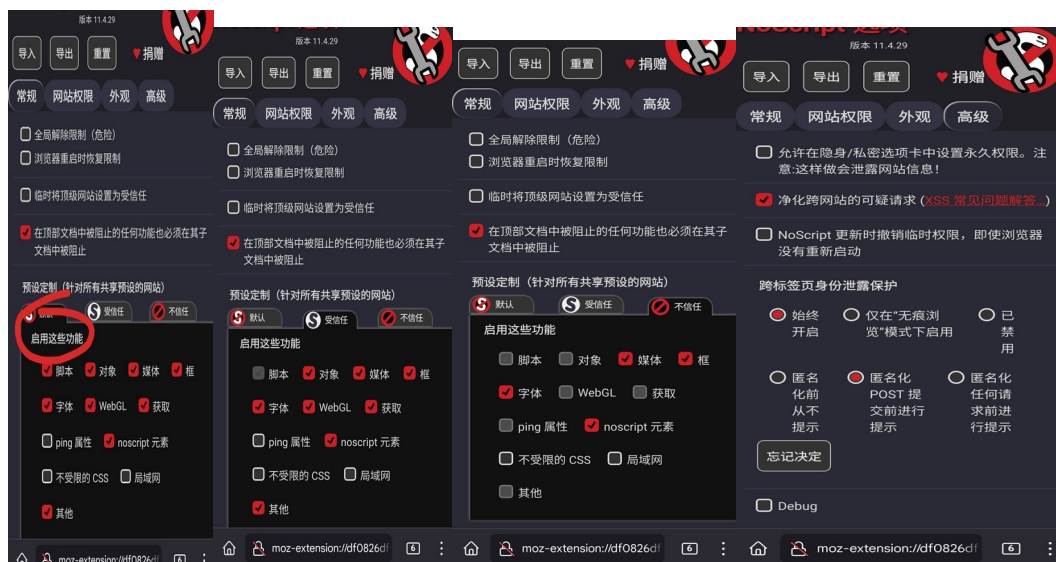 版本 11.4.29
导入 导出 重置 ♥捐赠
常规 网站权限 外观 高级
全局解除限制（危险）
浏览器重启时恢复限制
临时将顶级网站设置为受信任
在顶部文档中被阻止的任何功能也必须在其子
文档中被阻止
预设定制（针对所有共享预设的网站）
默认 受信任 不信任
启用这些功能
脚本 对象 媒体 框
字体 WebGL 获取
ping 属性 noscript 元素
不受限的 CSS 局域网
其他
moz-extension://df0826df 6
版本 11.4.29
导入 导出 重置 ♥捐赠
常规 网站权限 外观 高级
全局解除限制（危险）
浏览器重启时恢复限制
临时将顶级网站设置为受信任
在顶部文档中被阻止的任何功能也必须在其子
文档中被阻止
预设定制（针对所有共享预设的网站）
默认 受信任 不信任
启用这些功能
脚本 对象 媒体 框
字体 WebGL 获取
ping 属性 noscript 元素
不受限的 CSS 局域网
其他
moz-extension://df0826df 6
导入 导出 重置 ♥捐赠
常规 网站权限 外观 高级
全局解除限制（危险）
浏览器重启时恢复限制
临时将顶级网站设置为受信任
在顶部文档中被阻止的任何功能也必须在其子
文档中被阻止
预设定制（针对所有共享预设的网站）
默认 受信任 不信任
启用这些功能
脚本 对象 媒体 框
字体 WebGL 获取
ping 属性 noscript 元素
不受限的 CSS 局域网
其他
moz-extension://df0826df 6
NoScript 选项
版本 11.4.29
导入 导出 重置 ♥捐赠
常规 网站权限 外观 高级
允许在隐身/私密选项卡中设置永久权限。注
意:这样做会泄露网站信息！
净化跨网站的可疑请求 (XSS 常见问题解答…)
NoScript 更新时撤销临时权限，即使浏览器
没有重新启动
跨标签页身份泄露保护
始终 仅在“无痕浏 已
开启 览”模式下启用 禁
用
匿名 匿名化 匿名化
化前 POST 提 任何请
从不 交前进行 求前进
提示 提示 行提示
忘记决定
Debug
moz-extension://df0826df 6